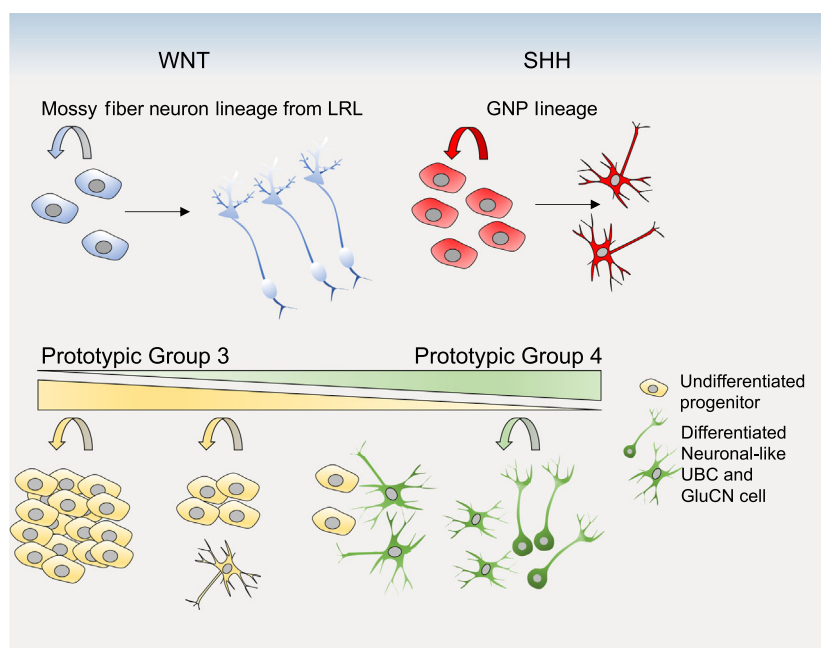 WNT
SHH
Mossy fiber neuron lineage from LRL
GNP lineage
Prototypic Group 3
Prototypic Group 4
Undifferentiated
progenitor
Differentiated
Neuronal-like
UBC and
GluCN cell